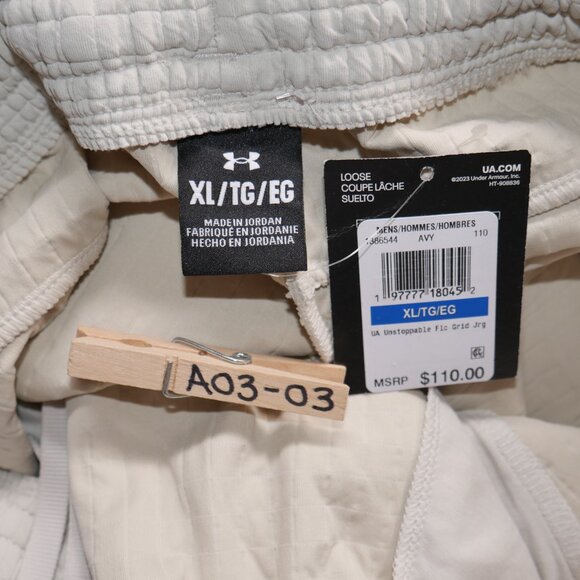 XL/TG/EG
MADE IN JORDAN
FABRIQUÉ EN JORDANIE
HECHO EN JORDANIA
LOOSE
COUPE LÂCHE
SUELTO
UA.COM
©2023 Under Armour, Inc.
HT-908836
MENS/HOMMES/HOMBRES
1386544 AVY 110
1 97777 18045 2
XL/TG/EG
UA Unstoppable Flc Grid Jrg
MSRP $110.00
A03-03